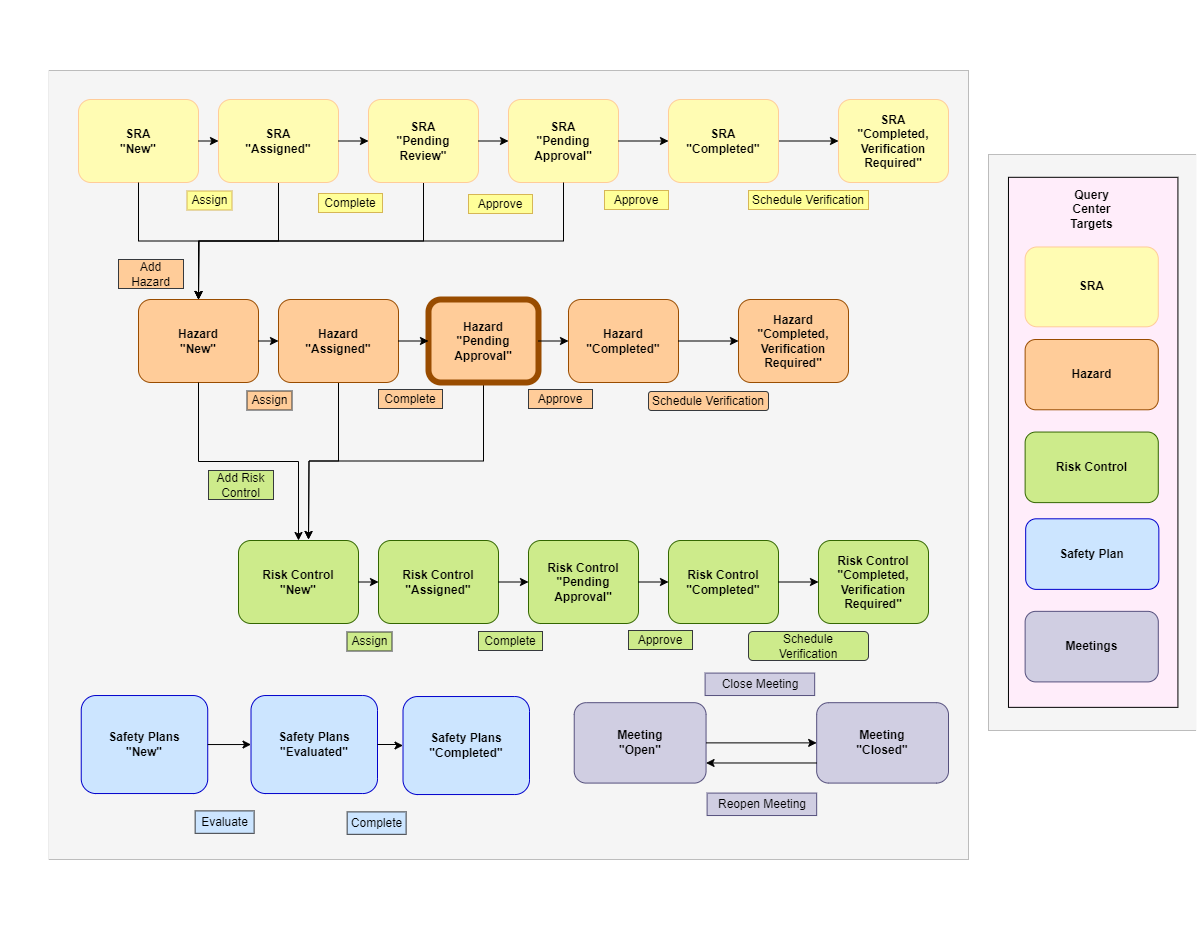 SRA
"New"
SRA
"Assigned"
SRA
"Pending
Review"
SRA
"Pending
Approval"
SRA
"Completed"
SRA
"Completed,
Verification
Required"
Assign
Complete
Approve
Approve
Schedule Verification
Add
Hazard
Hazard
"New"
Hazard
"Assigned"
Hazard
"Pending
Approval"
Hazard
"Completed"
Hazard
"Completed,
Verification
Required"
Assign
Complete
Approve
Schedule Verification
Add Risk
Control
Risk Control
"New"
Risk Control
"Assigned"
Risk Control
"Pending
Approval"
Risk Control
"Completed"
Risk Control
"Completed,
Verification
Required"
Assign
Complete
Approve
Schedule
Verification
Safety Plans
"New"
Safety Plans
"Evaluated"
Safety Plans
"Completed"
Evaluate
Complete
Close Meeting
Meeting
"Open"
Meeting
"Closed"
Reopen Meeting
Query
Center
Targets
SRA
Hazard
Risk Control
Safety Plan
Meetings